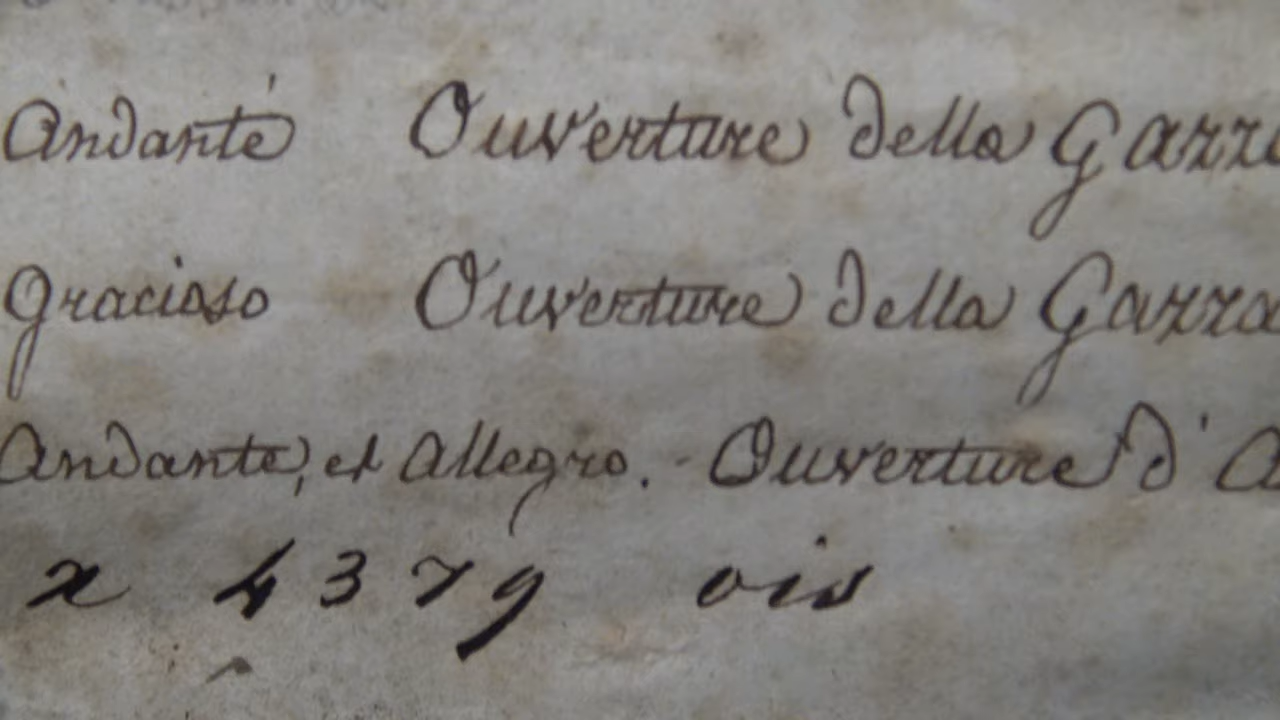 Andante Ouverture della Gazza
Gracioso Ouverture della Gazza
Andante, et Allegro. - Ouverture d'
x 4379 ois